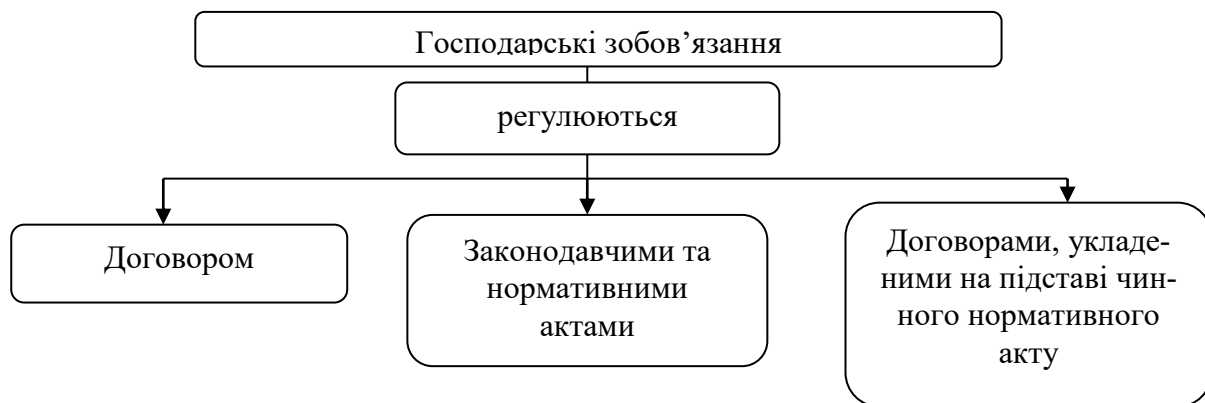 Господарські зобов’язання
регулюються
Договором
Законодавчими та
нормативними
актами
Договорами, укладе-
ними на підставі чин-
ного нормативного
акту